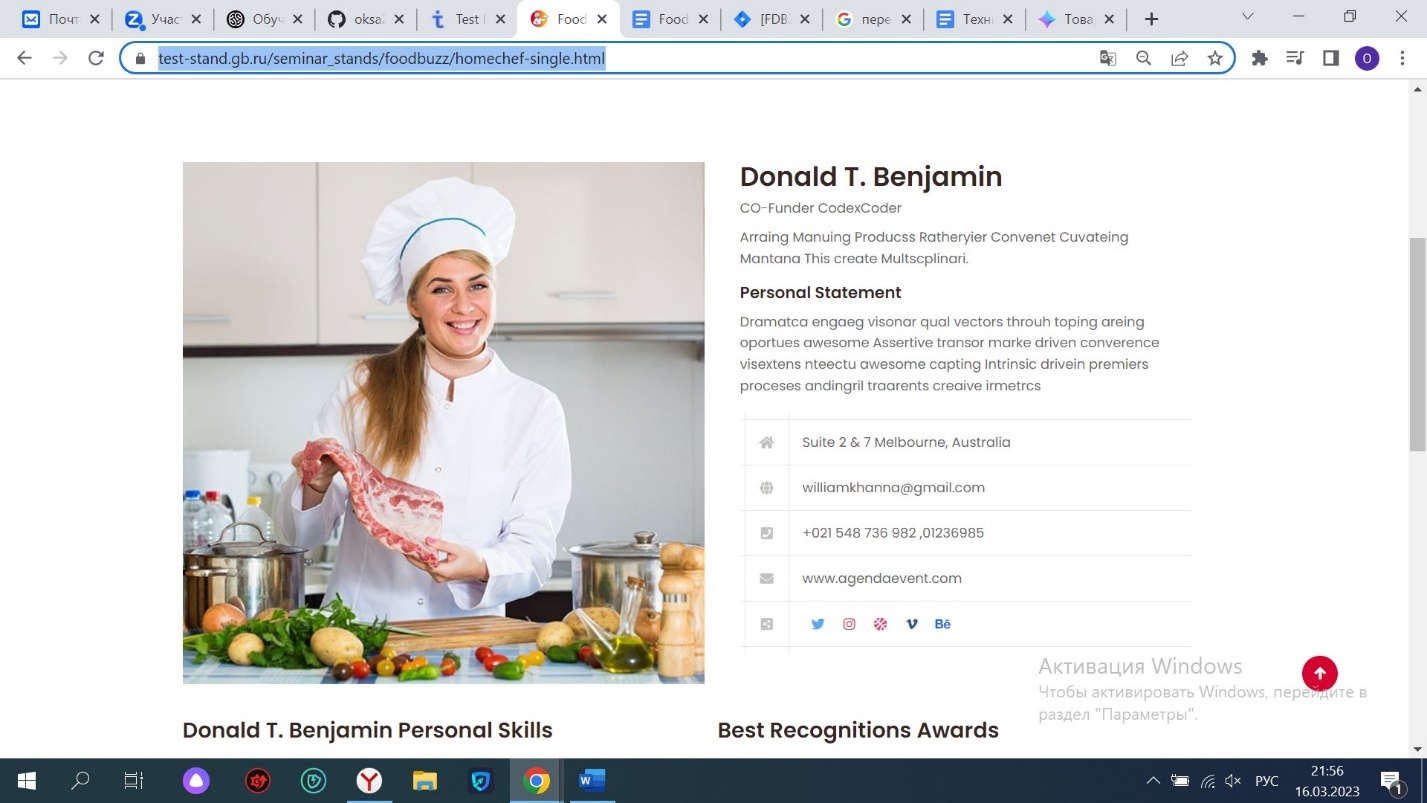 Почт
Учас
Обуч
oksa
Test
Food
Food
[FDB
пере
Техн
Това
test-stand.gb.ru/seminar_stands/foodbuzz/homechef-single.html
O
Donald T. Benjamin
CO-Funder CodexCoder
Arraing Manuing Producss Ratheryier Convenet Cuvateing
Mantana This create Multscplinari.
Personal Statement
Dramatca engaeg visonar qual vectors throuh toping areing
oportues awesome Assertive transor marke driven converence
visextens nteectu awesome capting Intrinsic drivein premiers
proceses andingril traarents creaive irmetrcs
Suite 2 & 7 Melbourne, Australia
williamkhanna@gmail.com
+021 548 736 982 ,01236985
www.agendaevent.com
Bē
Активация Windows
Чтобы активировать Windows, перейдите в
раздел "Параметры".
Donald T. Benjamin Personal Skills
Best Recognitions Awards
РУС
21:56
16.03.2023
1